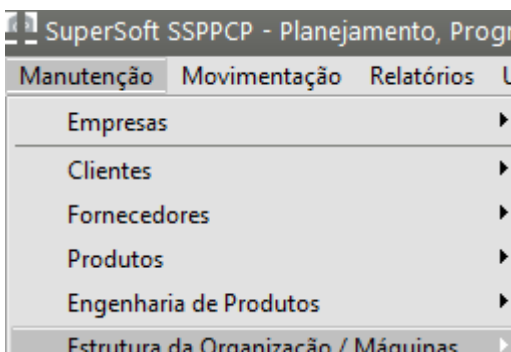 SuperSoft SSPPCP - Planejamento, Progr
Manutenção Movimentação Relatórios U
Empresas
Clientes
Fornecedores
Produtos
Engenharia de Produtos
Estrutura da Organização / Máquinas